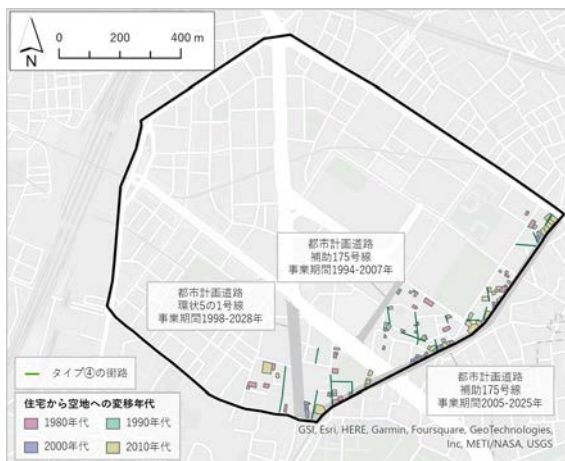 0 200 400 m
N
都市計画道路
補助175号線
事業期間1994-2007年
都市計画道路
環状5の1号線
事業期間1998-2028年
都市計画道路
補助175号線
事業期間2005-2025年
タイプ④の街路
住宅から空地への変移年代
1980年代 1990年代
2000年代 2010年代
GSI, Esri, HERE, Garmin, Foursquare, GeoTechnologies,
Inc, METI/NASA, USGS